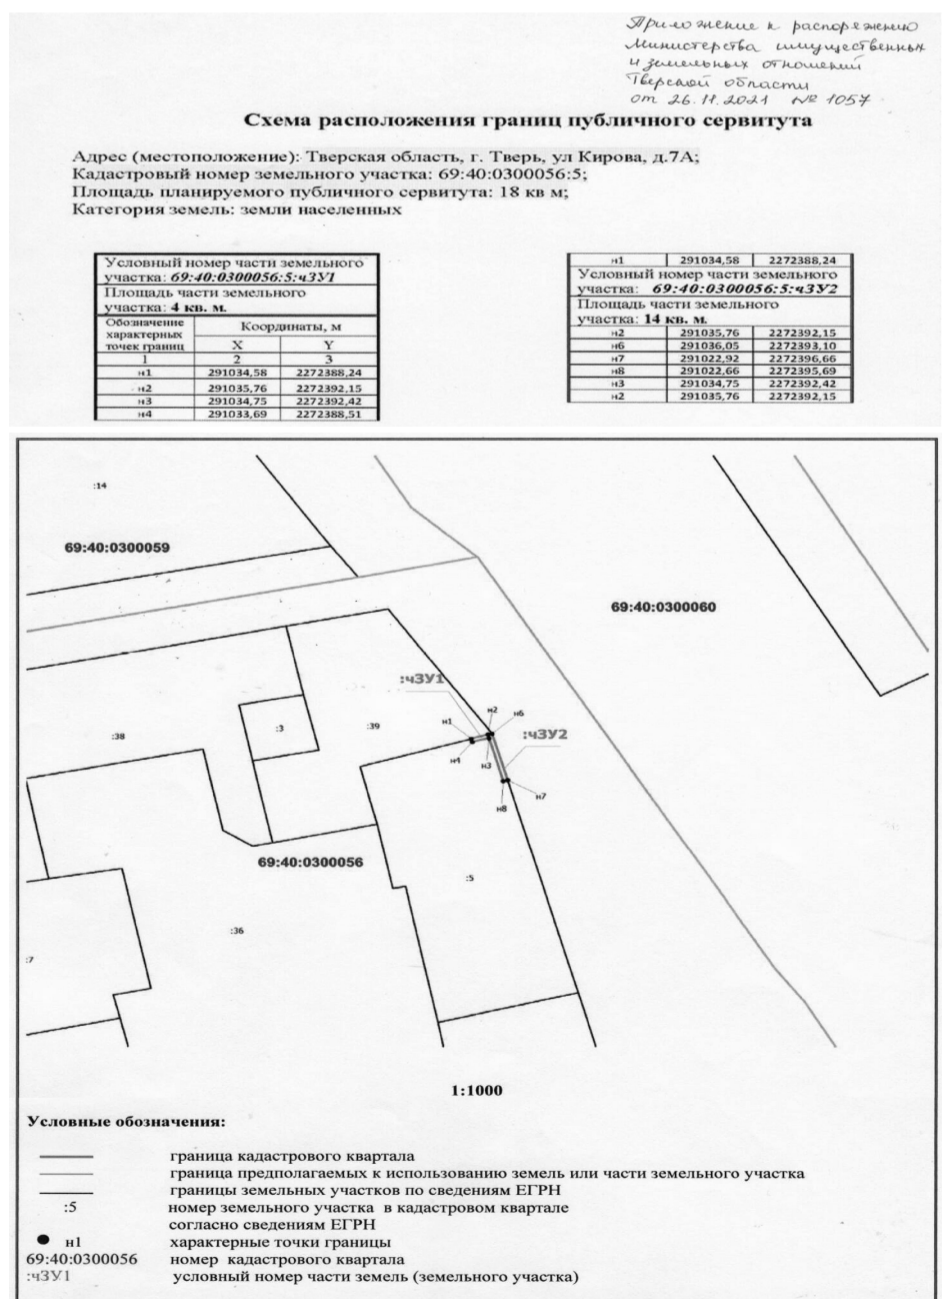 Приложение к распоряжению
Министерства имущественных
и земельных отношений
Тверской области
от 26.11.2021 № 1057
Схема расположения границ публичного сервитута
Адрес (местоположение): Тверская область, г. Тверь, ул Кирова, д.7А;
Кадастровый номер земельного участка: 69:40:0300056:5;
Площадь планируемого публичного сервитута: 18 кв м;
Категория земель: земли населенных
Условный номер части земельного
участка: 69:40:0300056:5:чЗУ1
Площадь части земельного
участка: 4 кв. м.
Обозначение характерных точек границ Координаты, м
X Y
1 2 3
н1 291034,58 2272388,24
н2 291035,76 2272392,15
н3 291034,75 2272392,42
н4 291033,69 2272388,51
н1 291034,58 2272388,24
Условный номер части земельного
участка: 69:40:0300056:5:чЗУ2
Площадь части земельного
участка: 14 кв. м.
н2 291035,76 2272392,15
н6 291036,05 2272393,10
н7 291022,92 2272396,66
н8 291022,66 2272395,69
н3 291034,75 2272392,42
н2 291035,76 2272392,15
:14
69:40:0300059
69:40:0300060
:чЗУ1
н2
н6
н1
:3
:39
:38
:чЗУ2
н4
н3
н7
н8
69:40:0300056
:5
:36
:7
1:1000
Условные обозначения:
граница кадастрового квартала
граница предполагаемых к использованию земель или части земельного участка
границы земельных участков по сведениям ЕГРН
:5 номер земельного участка в кадастровом квартале
согласно сведениям ЕГРН
н1 характерные точки границы
69:40:0300056 номер кадастрового квартала
:чЗУ1 условный номер части земель (земельного участка)